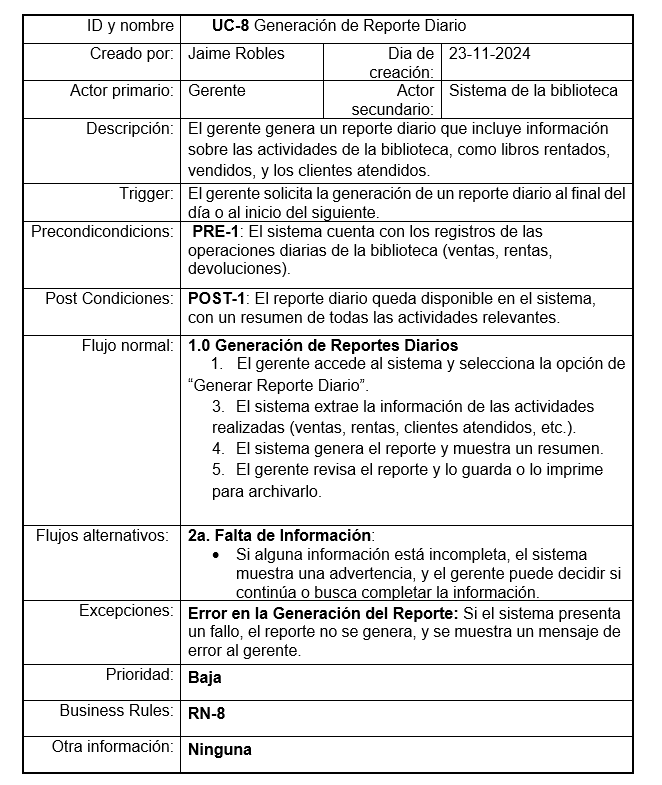 ID y nombre UC-8 Generación de Reporte Diario
Creado por: Jaime Robles Dia de creación: 23-11-2024
Actor primario: Gerente Actor secundario: Sistema de la biblioteca
Descripción: El gerente genera un reporte diario que incluye información
sobre las actividades de la biblioteca, como libros rentados,
vendidos, y los clientes atendidos.
Trigger: El gerente solicita la generación de un reporte diario al final del
día o al inicio del siguiente.
Precondicondicions: PRE-1: El sistema cuenta con los registros de las
operaciones diarias de la biblioteca (ventas, rentas,
devoluciones).
Post Condiciones: POST-1: El reporte diario queda disponible en el sistema,
con un resumen de todas las actividades relevantes.
Flujo normal: 1.0 Generación de Reportes Diarios
1. El gerente accede al sistema y selecciona la opción de
“Generar Reporte Diario”.
3. El sistema extrae la información de las actividades
realizadas (ventas, rentas, clientes atendidos, etc.).
4. El sistema genera el reporte y muestra un resumen.
5. El gerente revisa el reporte y lo guarda o lo imprime
para archivarlo.
Flujos alternativos: 2a. Falta de Información:
• Si alguna información está incompleta, el sistema
muestra una advertencia, y el gerente puede decidir si
continúa o busca completar la información.
Excepciones: Error en la Generación del Reporte: Si el sistema presenta
un fallo, el reporte no se genera, y se muestra un mensaje de
error al gerente.
Prioridad: Baja
Business Rules: RN-8
Otra información: Ninguna